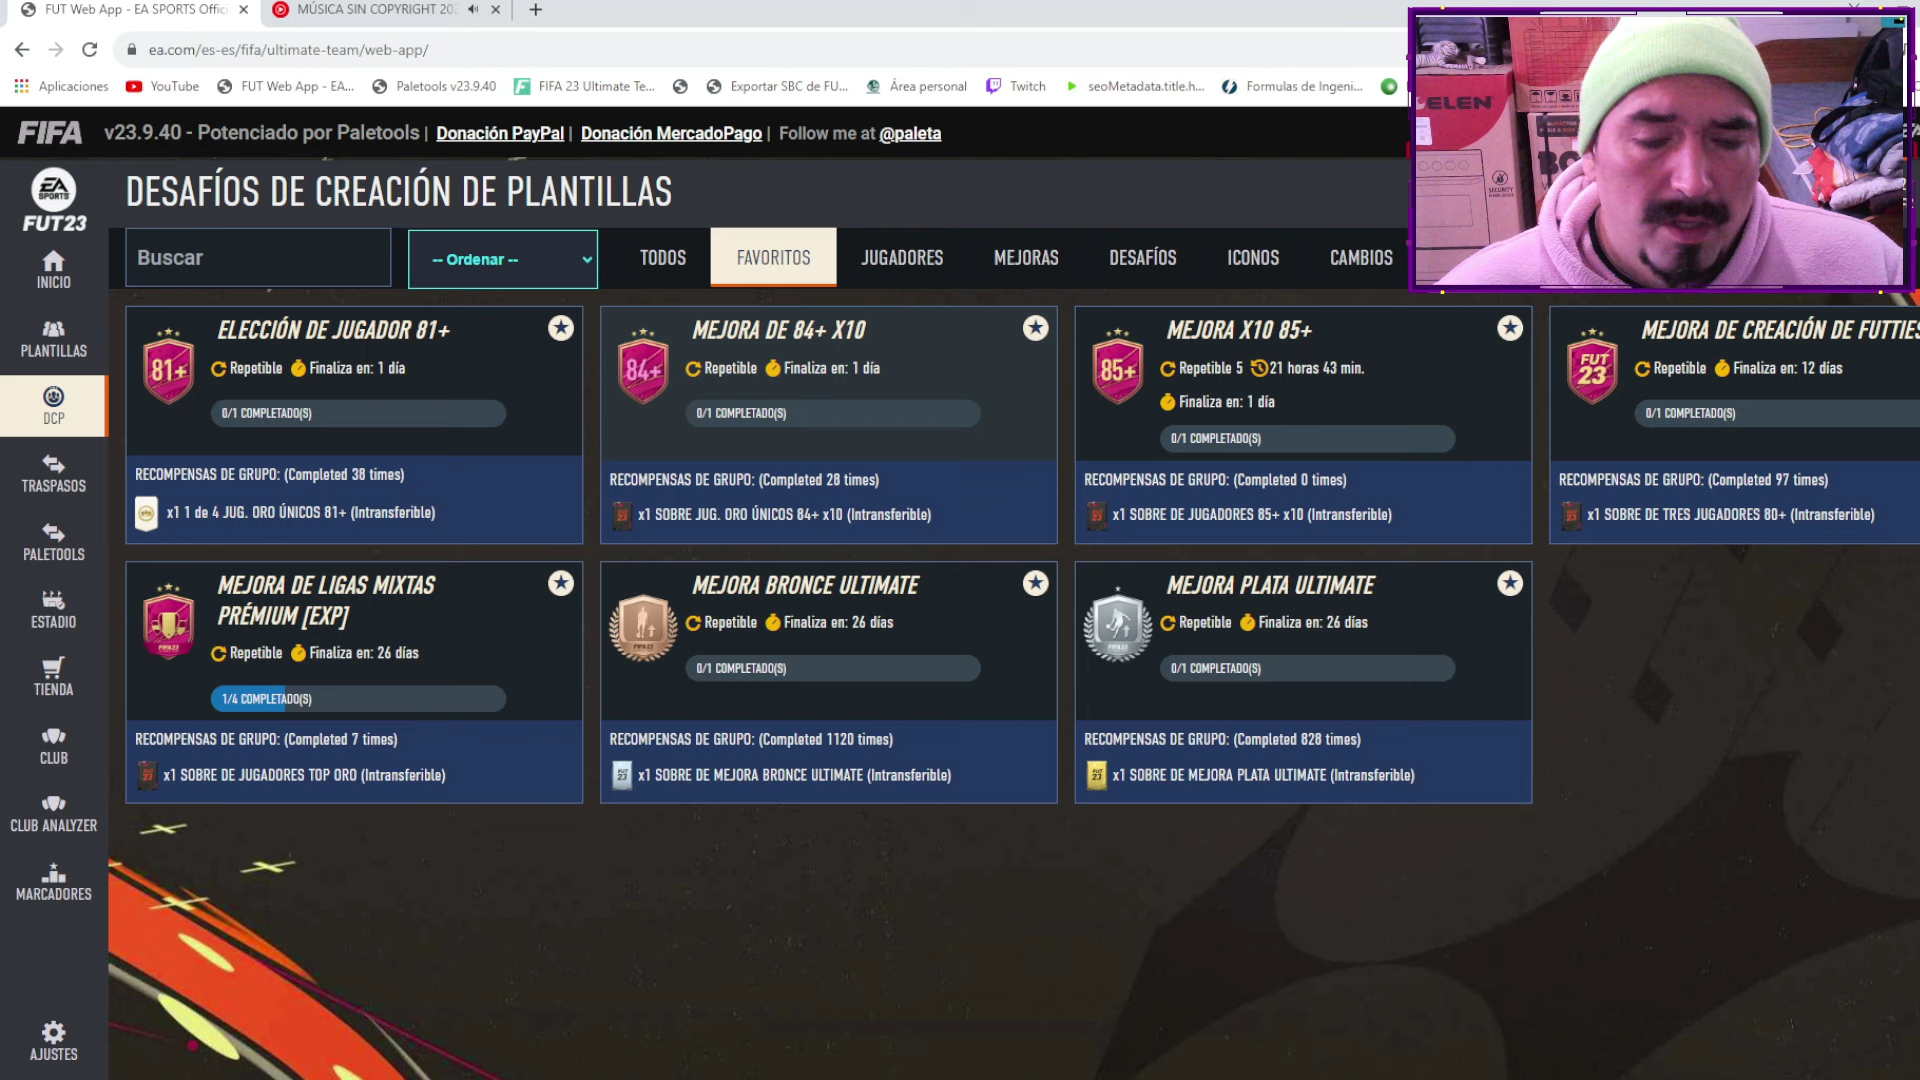 FUT Web App - EA SPORTS Offici
MÚSICA SIN COPYRIGHT 202
ea.com/es-es/fifa/ultimate-team/web-app/
Aplicaciones
YouTube
FUT Web App - EA...
Paletools v23.9.40
FIFA 23 Ultimate Te...
Exportar SBC de FU...
Área personal
Twitch
seoMetadata.title.h...
Formulas de Ingeni...
FIFA
v23.9.40 - Potenciado por Paletools | Donación PayPal | Donación MercadoPago | Follow me at @paleta
EA SPORTS
FUT23
DESAFÍOS DE CREACIÓN DE PLANTILLAS
Buscar
-- Ordenar --
TODOS
FAVORITOS
JUGADORES
MEJORAS
DESAFÍOS
ICONOS
CAMBIOS
INICIO
PLANTILLAS
DCP
TRASPASOS
PALETOOLS
ESTADIO
TIENDA
CLUB
CLUB ANALYZER
MARCADORES
AJUSTES
81+
ELECCIÓN DE JUGADOR 81+
Repetible Finaliza en: 1 día
0/1 COMPLETADO(S)
RECOMPENSAS DE GRUPO: (Completed 38 times)
x1 1 de 4 JUG. ORO ÚNICOS 81+ (Intransferible)
84+
MEJORA DE 84+ X10
Repetible Finaliza en: 1 día
0/1 COMPLETADO(S)
RECOMPENSAS DE GRUPO: (Completed 28 times)
x1 SOBRE JUG. ORO ÚNICOS 84+ x10 (Intransferible)
85+
MEJORA X10 85+
Repetible 5 21 horas 43 min.
Finaliza en: 1 día
0/1 COMPLETADO(S)
RECOMPENSAS DE GRUPO: (Completed 0 times)
x1 SOBRE DE JUGADORES 85+ x10 (Intransferible)
FUT 23
MEJORA DE CREACIÓN DE FUTTIES
Repetible Finaliza en: 12 días
0/1 COMPLETADO(S)
RECOMPENSAS DE GRUPO: (Completed 97 times)
x1 SOBRE DE TRES JUGADORES 80+ (Intransferible)
MEJORA DE LIGAS MIXTAS
PRÉMIUM [EXP]
Repetible Finaliza en: 26 días
1/4 COMPLETADO(S)
RECOMPENSAS DE GRUPO: (Completed 7 times)
x1 SOBRE DE JUGADORES TOP ORO (Intransferible)
MEJORA BRONCE ULTIMATE
Repetible Finaliza en: 26 días
0/1 COMPLETADO(S)
RECOMPENSAS DE GRUPO: (Completed 1120 times)
x1 SOBRE DE MEJORA BRONCE ULTIMATE (Intransferible)
MEJORA PLATA ULTIMATE
Repetible Finaliza en: 26 días
0/1 COMPLETADO(S)
RECOMPENSAS DE GRUPO: (Completed 828 times)
x1 SOBRE DE MEJORA PLATA ULTIMATE (Intransferible)
ELEN
SECURITY